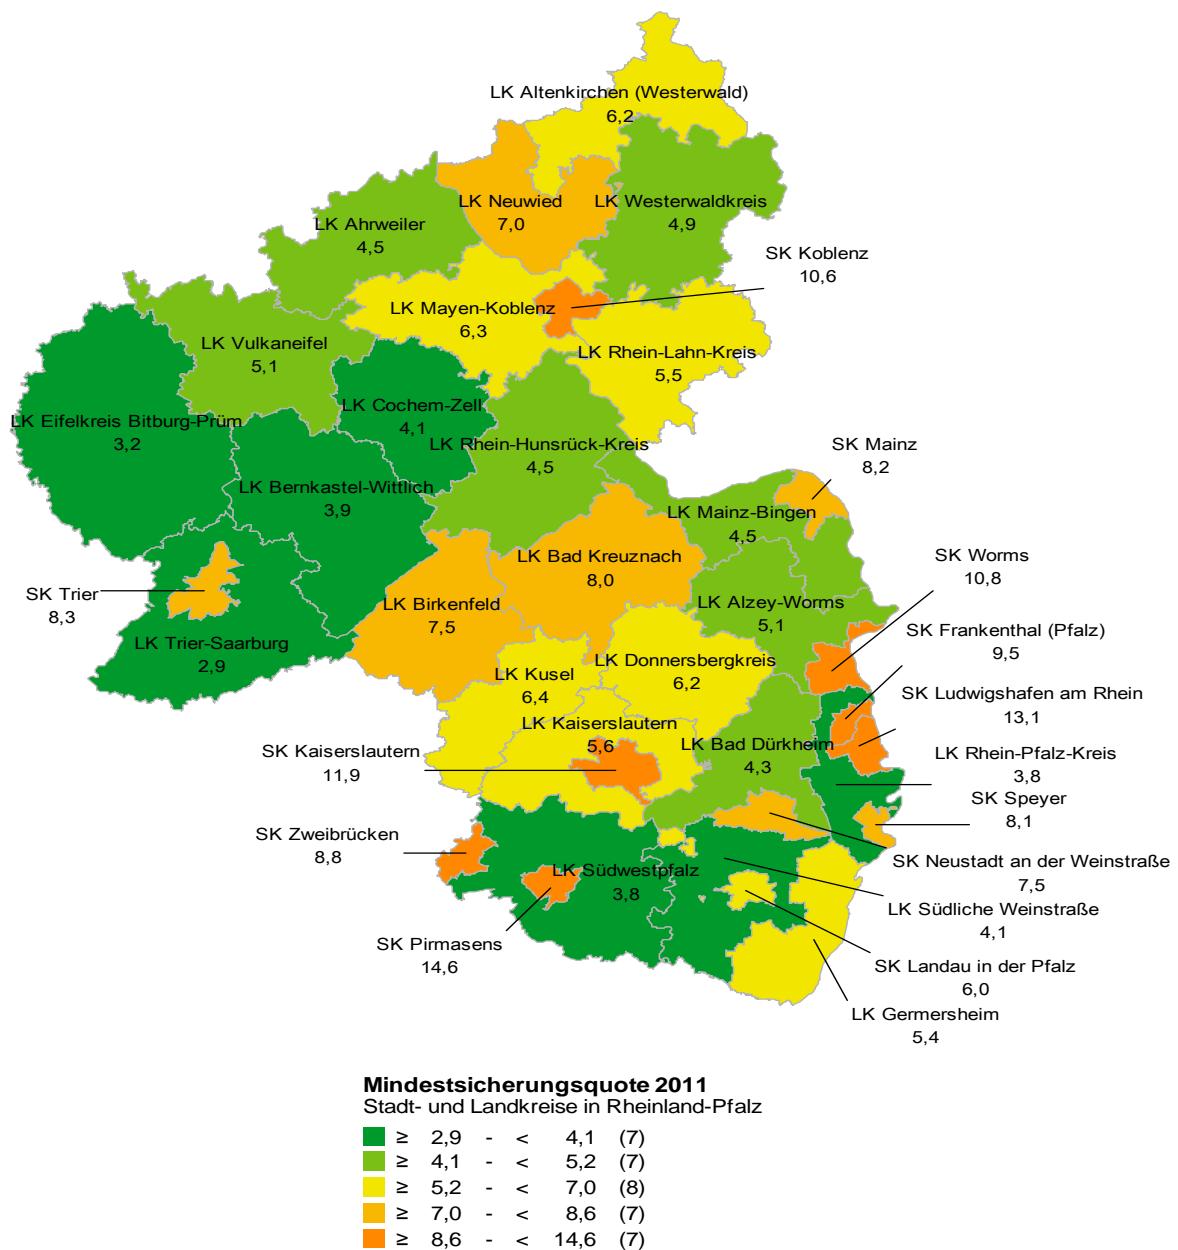 LK Altenkirchen (Westerwald)
6,2
LK Neuwied
7,0
LK Westerwaldkreis
4,9
LK Ahrweiler
4,5
SK Koblenz
10,6
LK Mayen-Koblenz
6,3
LK Vulkaneifel
5,1
LK Rhein-Lahn-Kreis
5,5
LK Eifelkreis Bitburg-Prüm
3,2
LK Cochem-Zell
4,1
LK Rhein-Hunsrück-Kreis
4,5
SK Mainz
8,2
LK Bernkastel-Wittlich
3,9
LK Mainz-Bingen
4,5
LK Bad Kreuznach
8,0
SK Worms
10,8
SK Trier
8,3
LK Birkenfeld
7,5
LK Alzey-Worms
5,1
SK Frankenthal (Pfalz)
9,5
LK Trier-Saarburg
2,9
LK Kusel
6,4
LK Donnersbergkreis
6,2
SK Ludwigshafen am Rhein
13,1
LK Kaiserslautern
5,6
SK Kaiserslautern
11,9
LK Bad Dürkheim
4,3
LK Rhein-Pfalz-Kreis
3,8
SK Speyer
8,1
SK Zweibrücken
8,8
LK Südwestpfalz
3,8
SK Neustadt an der Weinstraße
7,5
LK Südliche Weinstraße
4,1
SK Pirmasens
14,6
SK Landau in der Pfalz
6,0
LK Germersheim
5,4
Mindestsicherungsquote 2011
Stadt- und Landkreise in Rheinland-Pfalz
≥ 2,9 - < 4,1 (7)
≥ 4,1 - < 5,2 (7)
≥ 5,2 - < 7,0 (8)
≥ 7,0 - < 8,6 (7)
≥ 8,6 - < 14,6 (7)